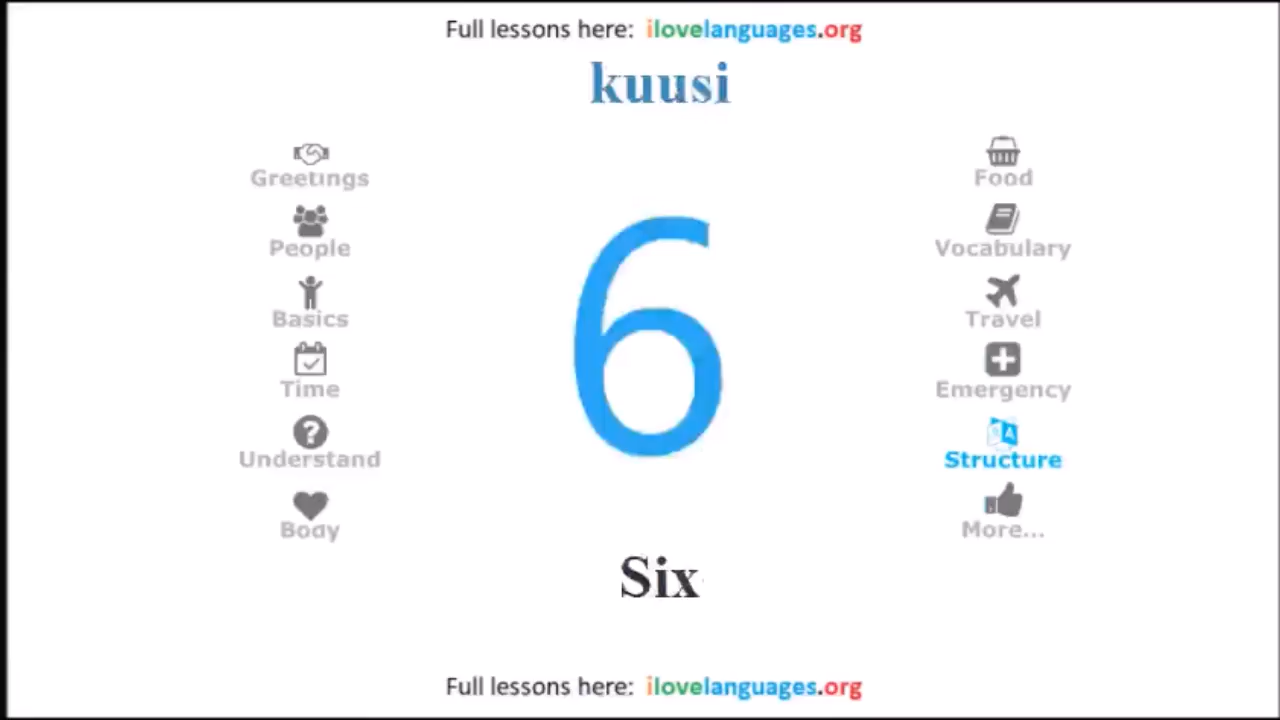 Full lessons here: ilovelanguages.org
kuusi
Greetings
People
Basics
Time
Understand
Body
6
Food
Vocabulary
Travel
Emergency
Structure
More...
Six
Full lessons here: ilovelanguages.org